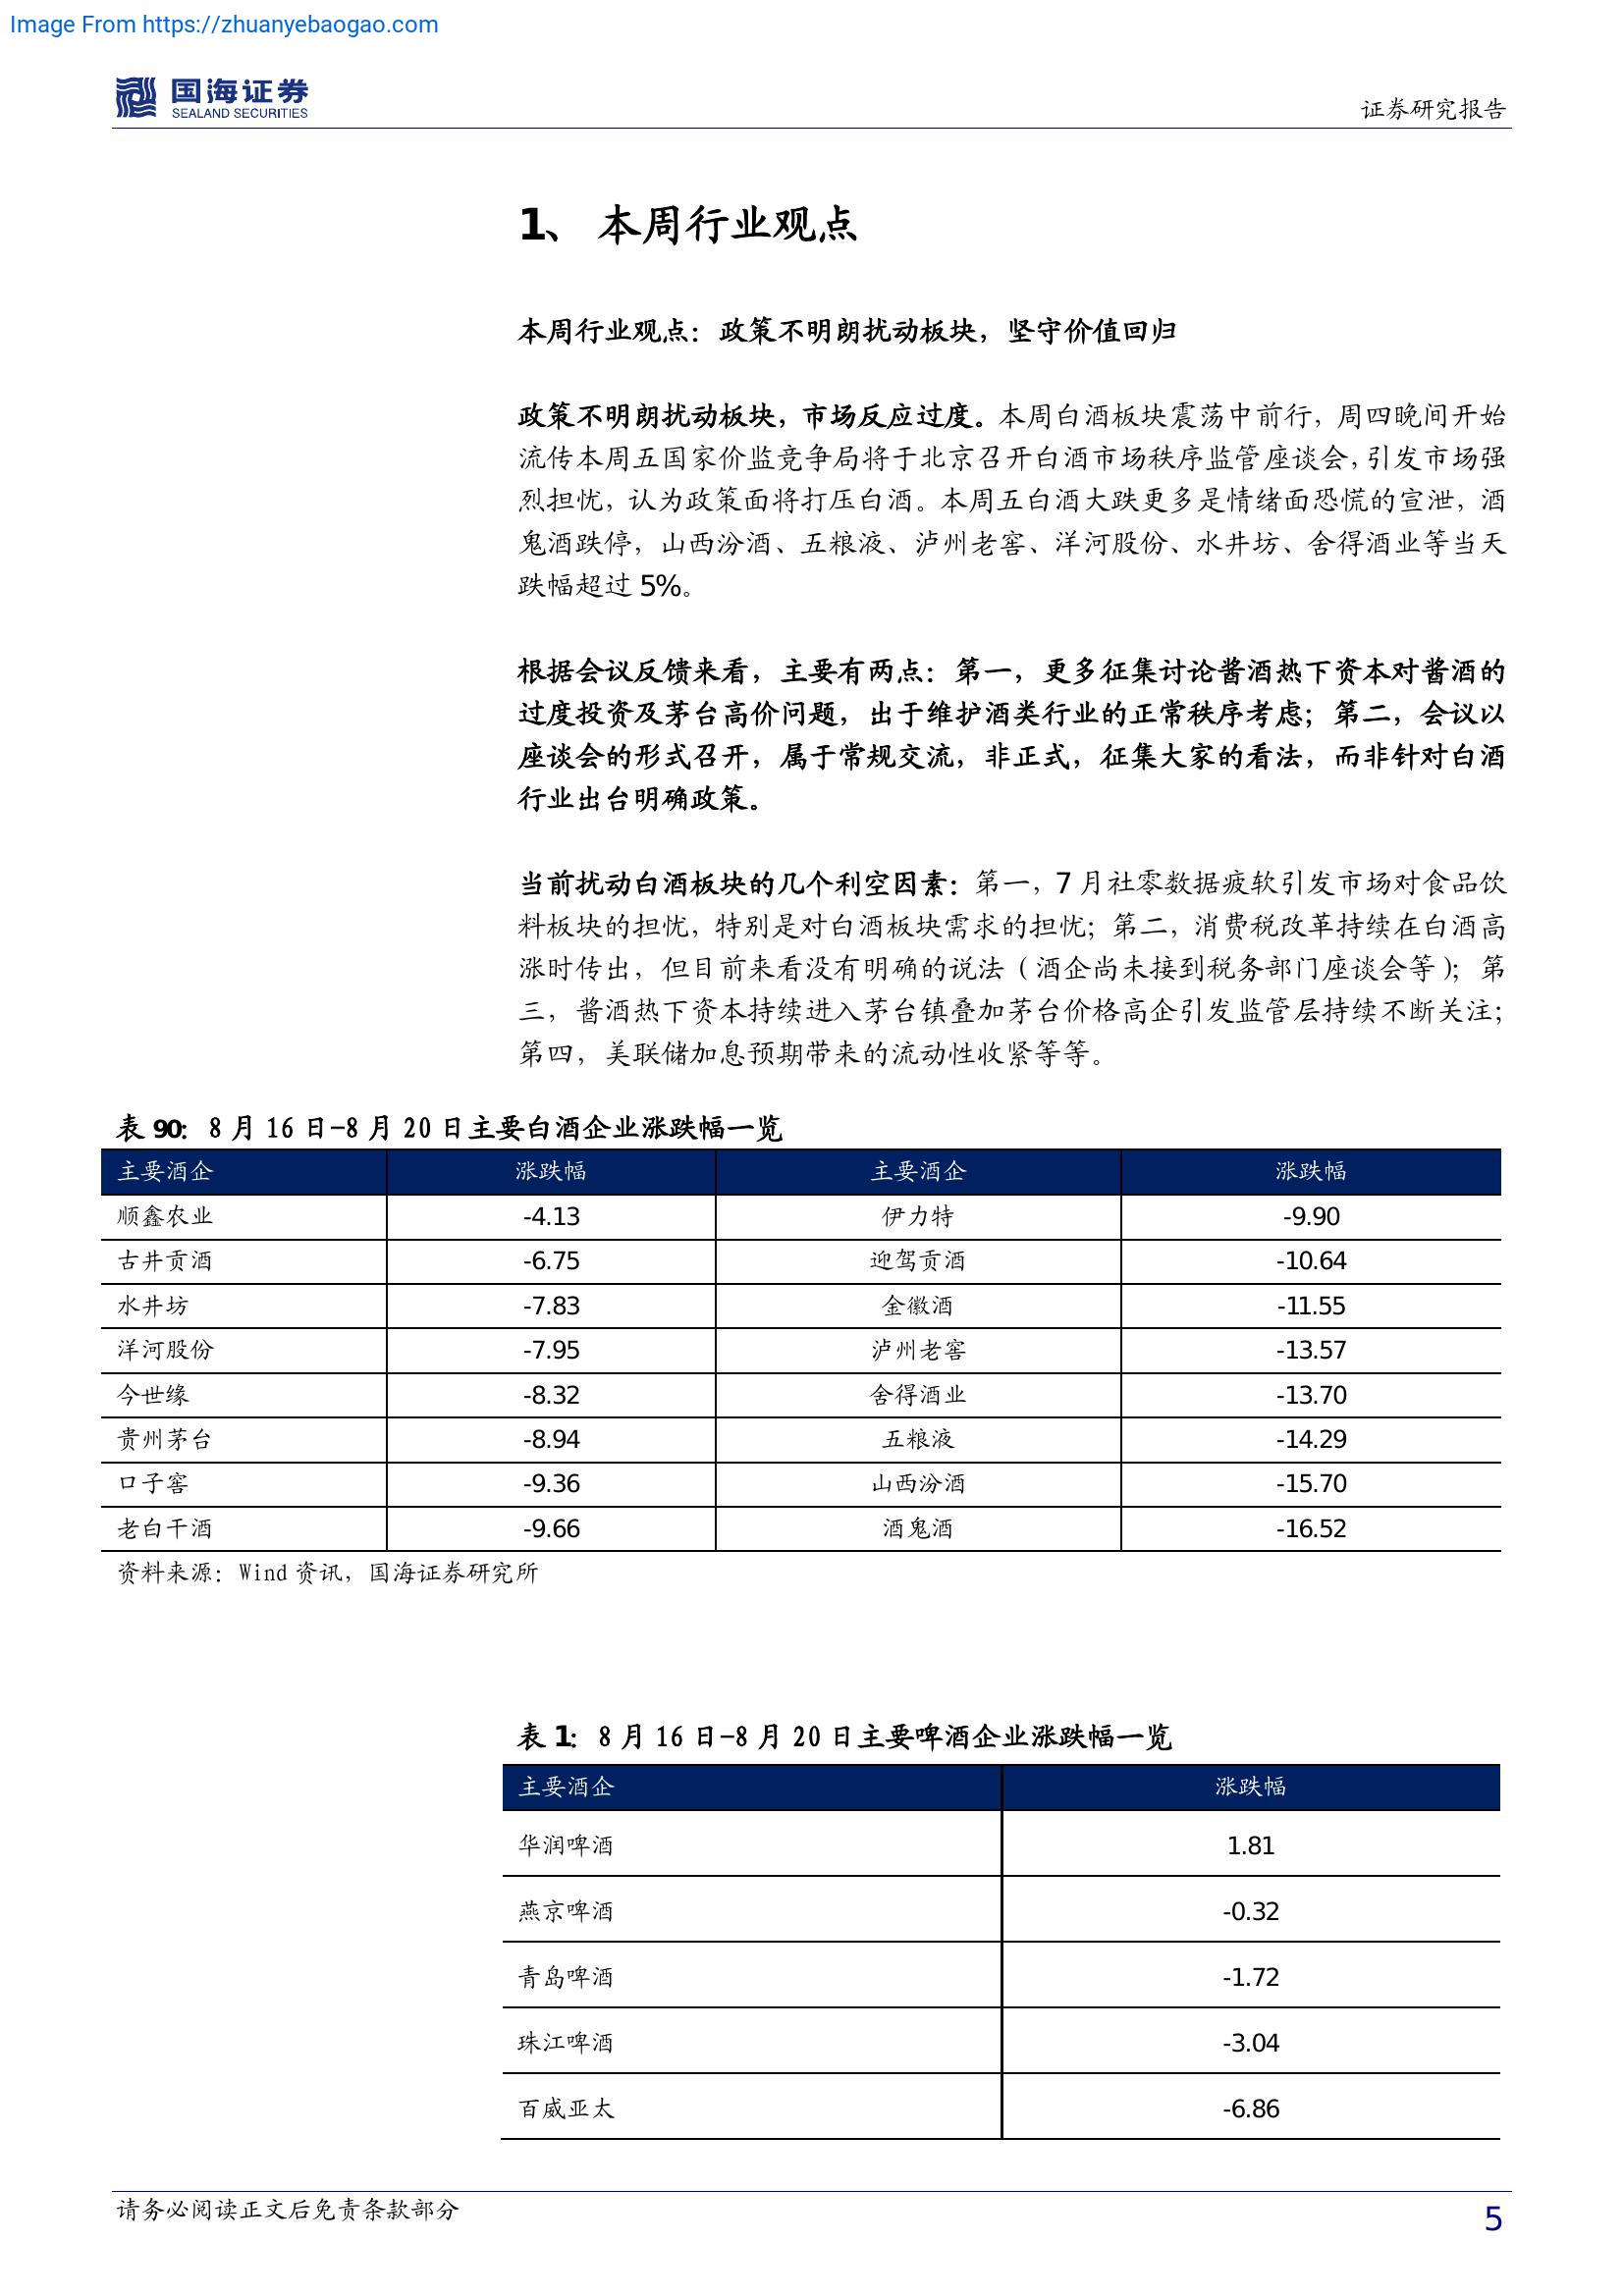 Image From https://zhuanyebaogao.com
国海证券
SEALAND SECURITIES
证券研究报告
1、 本周行业观点
本周行业观点：政策不明朗扰动板块，坚守价值回归
政策不明朗扰动板块，市场反应过度。本周白酒板块震荡中前行，周四晚间开始
流传本周五国家价监竞争局将于北京召开白酒市场秩序监管座谈会，引发市场强
烈担忧，认为政策面将打压白酒。本周五白酒大跌更多是情绪面恐慌的宣泄，酒
鬼酒跌停，山西汾酒、五粮液、泸州老窖、洋河股份、水井坊、舍得酒业等当天
跌幅超过 5%。
根据会议反馈来看，主要有两点：第一，更多征集讨论酱酒热下资本对酱酒的
过度投资及茅台高价问题，出于维护酒类行业的正常秩序考虑；第二，会议以
座谈会的形式召开，属于常规交流，非正式，征集大家的看法，而非针对白酒
行业出台明确政策。
当前扰动白酒板块的几个利空因素：第一，7 月社零数据疲软引发市场对食品饮
料板块的担忧，特别是对白酒板块需求的担忧；第二，消费税改革持续在白酒高
涨时传出，但目前来看没有明确的说法（酒企尚未接到税务部门座谈会等）；第
三，酱酒热下资本持续进入茅台镇叠加茅台价格高企引发监管层持续不断关注；
第四，美联储加息预期带来的流动性收紧等等。
表 90：8 月 16 日-8 月 20 日主要白酒企业涨跌幅一览
主要酒企 涨跌幅 主要酒企 涨跌幅
顺鑫农业 -4.13 伊力特 -9.90
古井贡酒 -6.75 迎驾贡酒 -10.64
水井坊 -7.83 金徽酒 -11.55
洋河股份 -7.95 泸州老窖 -13.57
今世缘 -8.32 舍得酒业 -13.70
贵州茅台 -8.94 五粮液 -14.29
口子窖 -9.36 山西汾酒 -15.70
老白干酒 -9.66 酒鬼酒 -16.52
资料来源：Wind 资讯，国海证券研究所
表 1：8 月 16 日-8 月 20 日主要啤酒企业涨跌幅一览
主要酒企 涨跌幅
华润啤酒 1.81
燕京啤酒 -0.32
青岛啤酒 -1.72
珠江啤酒 -3.04
百威亚太 -6.86
请务必阅读正文后免责条款部分
5